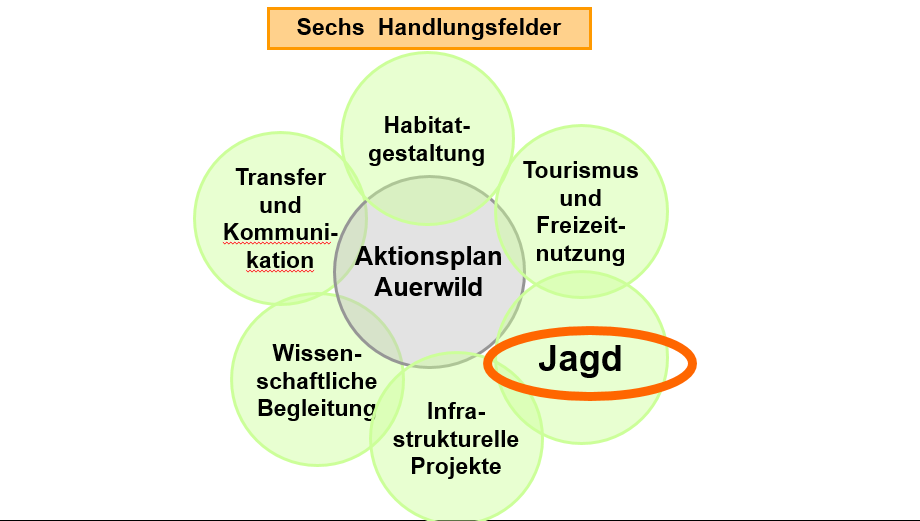 Sechs Handlungsfelder
Habitat-
gestaltung
Tourismus
und
Freizeit-
nutzung
Jagd
Infra-
strukturelle
Projekte
Wissen-
schaftliche
Begleitung
Transfer
und
Kommuni-
kation
Aktionsplan
Auerwild